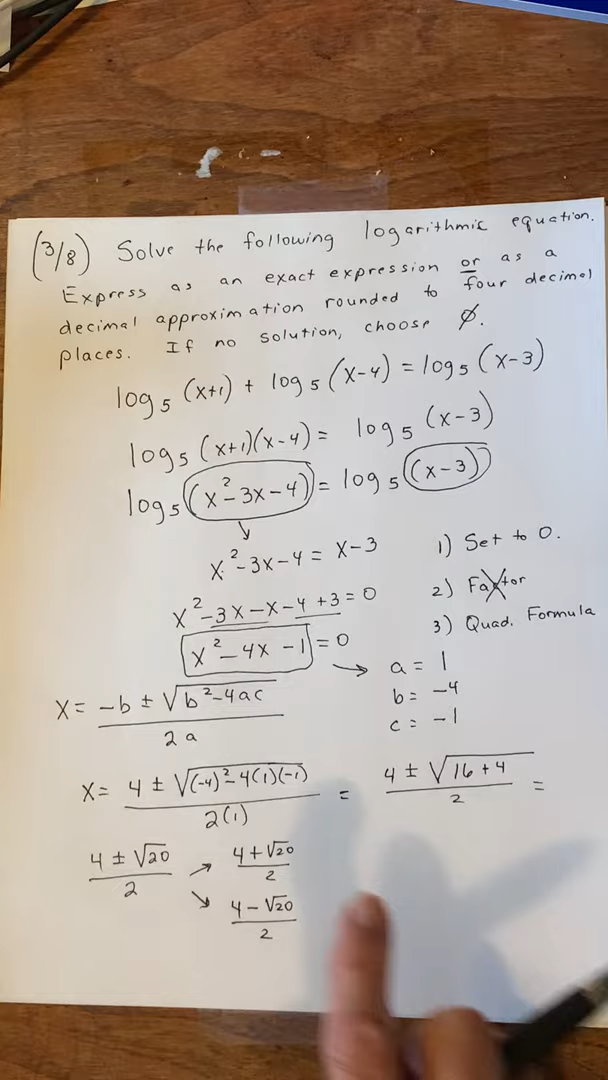 (3/8) Solve the following logarithmic equation.
Express as an exact expression or as a
decimal approximation rounded to four decimal
places. If no solution, choose ∅.
log₅ (x+1) + log₅ (x-4) = log₅ (x-3)
log₅ (x+1)(x-4) = log₅ (x-3)
log₅ (x²-3x-4) = log₅ (x-3)
x²-3x-4 = x-3
1) Set to 0.
x²-3x-x-4+3=0
2) Factor
x²-4x-1=0
3) Quad. Formula
a = 1
b = -4
c = -1
x = (-b ± √(b²-4ac))/(2a)
x = (4 ± √((-4)²-4(1)(-1)))/(2(1)) = (4 ± √(16+4))/2 =
(4 ± √20)/2
(4+√20)/2
(4-√20)/2